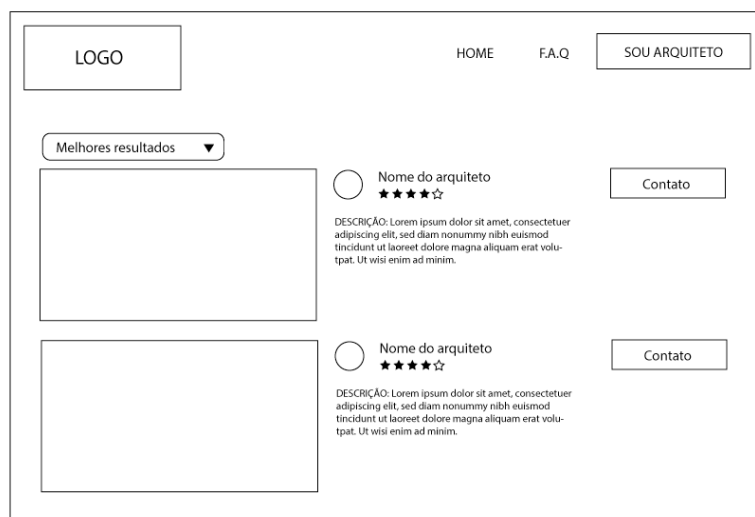 LOGO
HOME
F.A.Q
SOU ARQUITETO
Melhores resultados
Nome do arquiteto
Contato
DESCRIÇÃO: Lorem ipsum dolor sit amet, consectetuer
adipiscing elit, sed diam nonummy nibh euismod
tincidunt ut laoreet dolore magna aliquam erat volu-
tpat. Ut wisi enim ad minim.
Nome do arquiteto
Contato
DESCRIÇÃO: Lorem ipsum dolor sit amet, consectetuer
adipiscing elit, sed diam nonummy nibh euismod
tincidunt ut laoreet dolore magna aliquam erat volu-
tpat. Ut wisi enim ad minim.